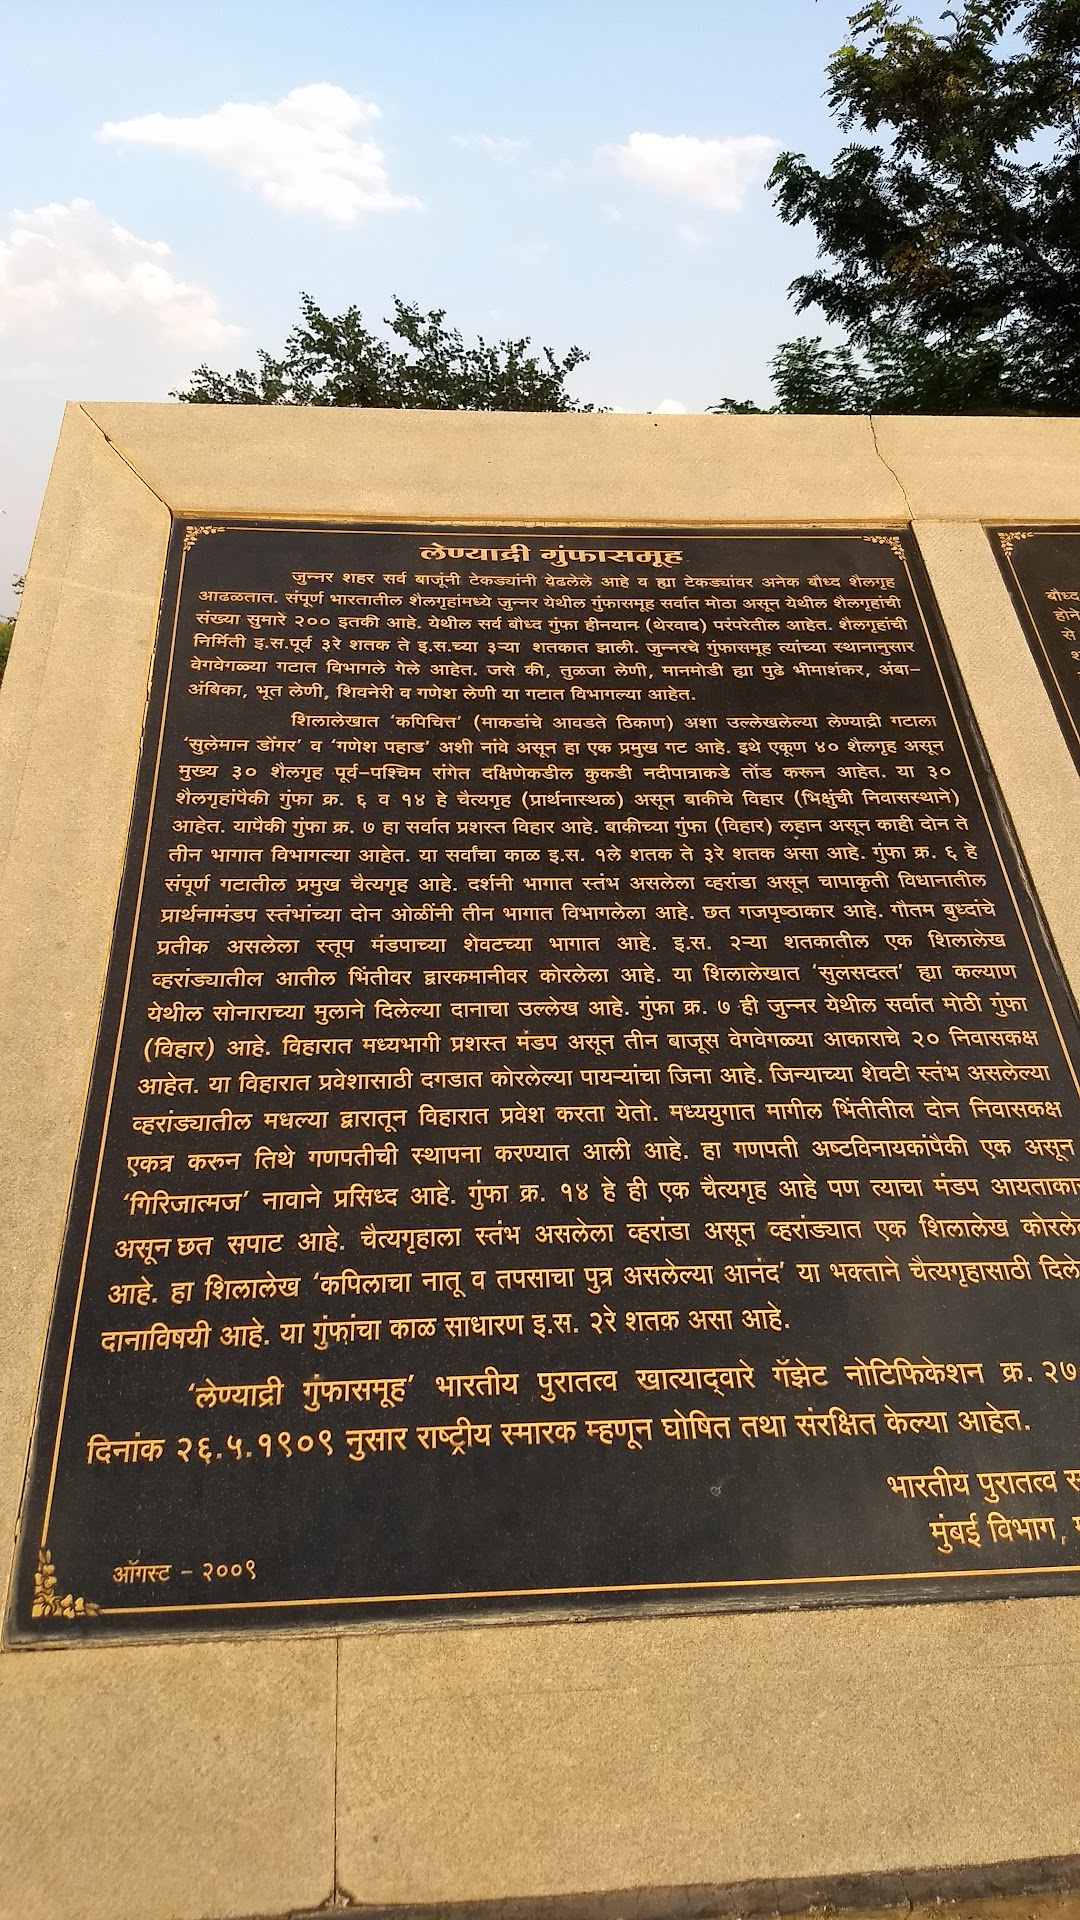 लेण्याद्री गुंफासमूह
जुन्नर शहर सर्व बाजूंनी टेकड्यांनी वेढलेले आहे व ह्या टेकड्यांवर अनेक बौध्द शैलगृह
आढळतात. संपूर्ण भारतातील शैलगृहांमध्ये जुन्नर येथील गुंफासमूह सर्वात मोठा असून येथील शैलगृहांची
संख्या सुमारे २०० इतकी आहे. येथील सर्व बौध्द गुंफा हीनयान (थेरवाद) परंपरेतील आहेत. शैलगृहांची
निर्मिती इ.स.पूर्व ३रे शतक ते इ.स.च्या ३ऱ्या शतकात झाली. जुन्नरचे गुंफासमूह त्यांच्या स्थानानुसार
वेगवेगळ्या गटात विभागले गेले आहेत. जसे की, तुळजा लेणी, मानमोडी ह्या पुढे भीमाशंकर, अंबा–
अंबिका, भूत लेणी, शिवनेरी व गणेश लेणी या गटात विभागल्या आहेत.
शिलालेखात 'कपिचित्त' (माकडांचे आवडते ठिकाण) अशा उल्लेखलेल्या लेण्याद्री गटाला
'सुलेमान डोंगर' व 'गणेश पहाड' अशी नांवे असून हा एक प्रमुख गट आहे. इथे एकूण ४० शैलगृह असून
मुख्य ३० शैलगृह पूर्व–पश्चिम रांगेत दक्षिणेकडील कुकडी नदीपात्राकडे तोंड करून आहेत. या ३०
शैलगृहांपैकी गुंफा क्र. ६ व १४ हे चैत्यगृह (प्रार्थनास्थळ) असून बाकीचे विहार (भिक्षुंची निवासस्थाने)
आहेत. यापैकी गुंफा क्र. ७ हा सर्वात प्रशस्त विहार आहे. बाकीच्या गुंफा (विहार) लहान असून काही दोन ते
तीन भागात विभागल्या आहेत. या सर्वांचा काळ इ.स. १ले शतक ते ३रे शतक असा आहे. गुंफा क्र. ६ हे
संपूर्ण गटातील प्रमुख चैत्यगृह आहे. दर्शनी भागात स्तंभ असलेला व्हरांडा असून चापाकृती विधानातील
प्रार्थनामंडप स्तंभांच्या दोन ओळींनी तीन भागात विभागलेला आहे. छत गजपृष्ठाकार आहे. गौतम बुध्दांचे
प्रतीक असलेला स्तूप मंडपाच्या शेवटच्या भागात आहे. इ.स. २ऱ्या शतकातील एक शिलालेख
व्हरांड्यातील आतील भिंतीवर द्वारकमानीवर कोरलेला आहे. या शिलालेखात 'सुलसदत्त' ह्या कल्याण
येथील सोनाराच्या मुलाने दिलेल्या दानाचा उल्लेख आहे. गुंफा क्र. ७ ही जुन्नर येथील सर्वात मोठी गुंफा
(विहार) आहे. विहारात मध्यभागी प्रशस्त मंडप असून तीन बाजूस वेगवेगळ्या आकाराचे २० निवासकक्ष
आहेत. या विहारात प्रवेशासाठी दगडात कोरलेल्या पायऱ्यांचा जिना आहे. जिन्याच्या शेवटी स्तंभ असलेल्या
व्हरांड्यातील मधल्या द्वारातून विहारात प्रवेश करता येतो. मध्ययुगात मागील भिंतीतील दोन निवासकक्ष
एकत्र करुन तिथे गणपतीची स्थापना करण्यात आली आहे. हा गणपती अष्टविनायकांपैकी एक असून
'गिरिजात्मज' नावाने प्रसिध्द आहे. गुंफा क्र. १४ हे ही एक चैत्यगृह आहे पण त्याचा मंडप
असून छत सपाट आहे. चैत्यगृहाला स्तंभ असलेला व्हरांडा असून व्हरांड्यात एक शिलालेख
आहे. हा शिलालेख 'कपिलाचा नातू व तपसाचा पुत्र असलेल्या आनंद' या भक्ताने चैत्यगृहासाठी
दानाविषयी आहे. या गुंफांचा काळ साधारण इ.स. २रे शतक असा आहे.
'लेण्याद्री गुंफासमूह' भारतीय पुरातत्व खात्याद्‌वारे गॅझेट नोटिफिकेशन क्र. २७
दिनांक २६.५.१९०९ नुसार राष्ट्रीय स्मारक म्हणून घोषित तथा संरक्षित केल्या आहेत.
भारतीय पुरातत्व
मुंबई विभाग,
ऑगस्ट – २००९